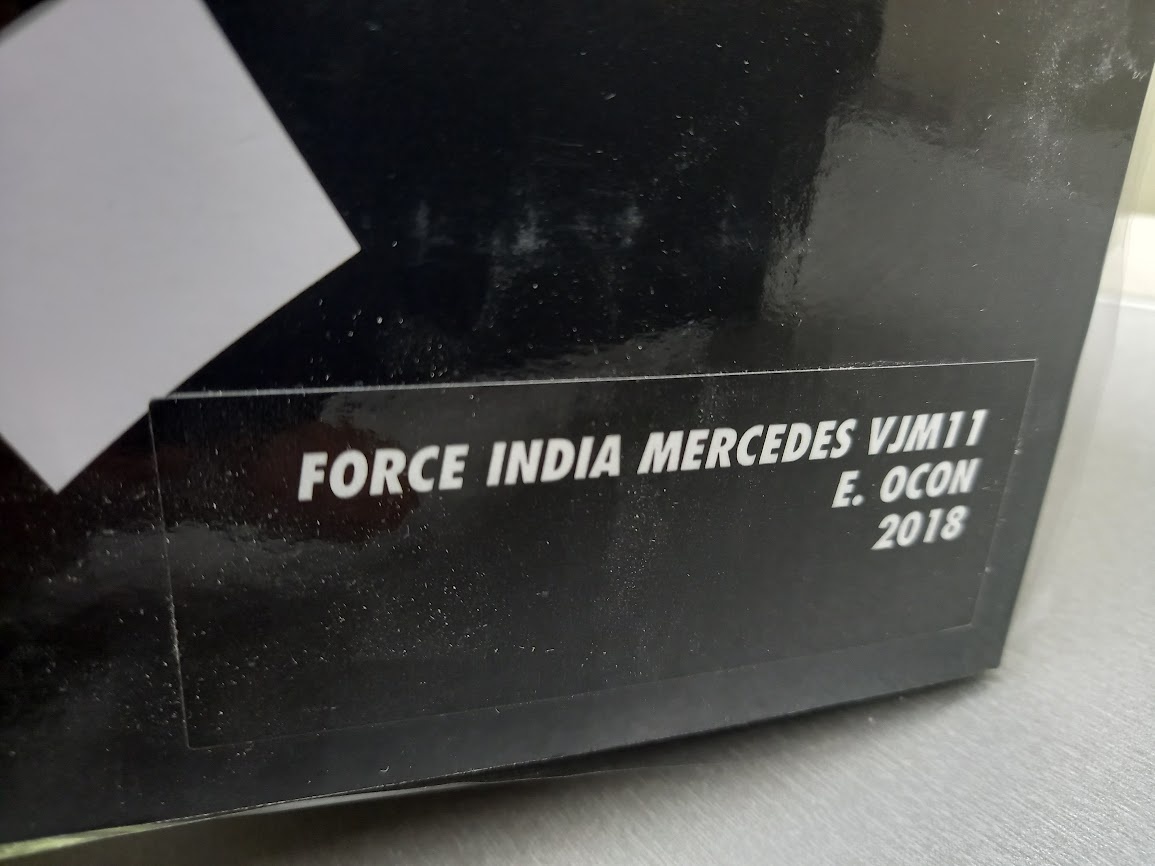 FORCE INDIA MERCEDES VJM11
E. OCON
2018